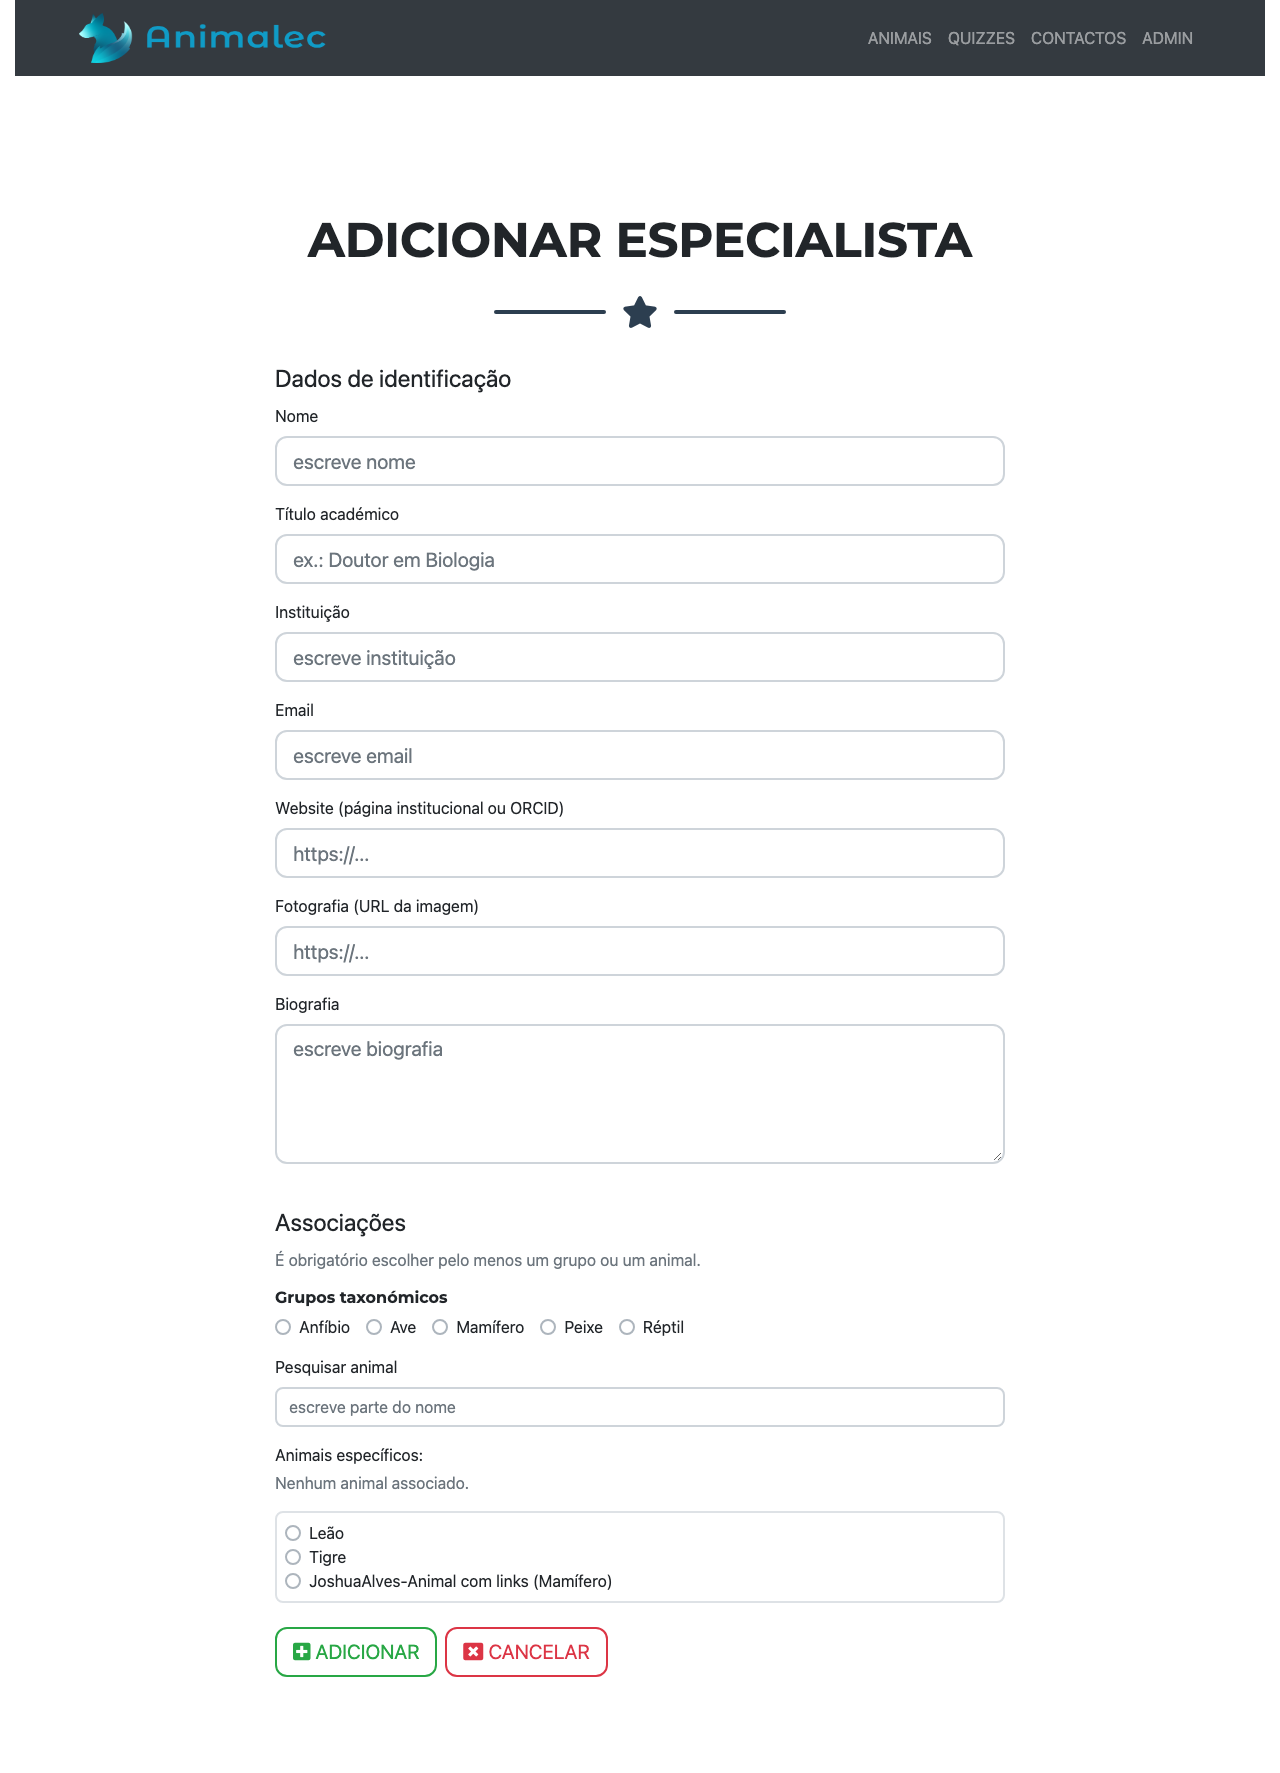 Animalec
ANIMAIS QUIZZES CONTACTOS ADMIN
ADICIONAR ESPECIALISTA
Dados de identificação
Nome
escreve nome
Título académico
ex.: Doutor em Biologia
Instituição
escreve instituição
Email
escreve email
Website (página institucional ou ORCID)
https://...
Fotografia (URL da imagem)
https://...
Biografia
escreve biografia
Associações
É obrigatório escolher pelo menos um grupo ou um animal.
Grupos taxonómicos
Anfíbio Ave Mamífero Peixe Réptil
Pesquisar animal
escreve parte do nome
Animais específicos:
Nenhum animal associado.
Leão
Tigre
JoshuaAlves-Animal com links (Mamífero)
ADICIONAR CANCELAR